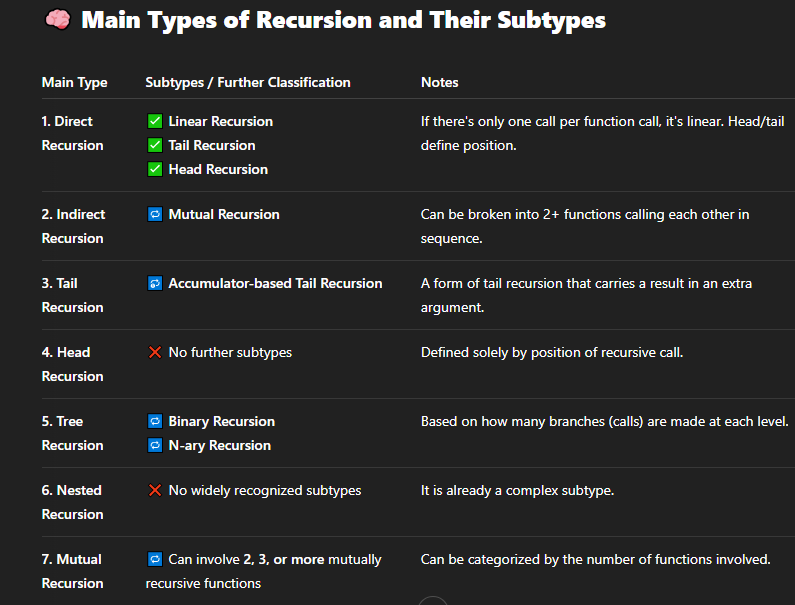 🧠 Main Types of Recursion and Their Subtypes
Main Type Subtypes / Further Classification Notes
1. Direct Recursion
✅ Linear Recursion
✅ Tail Recursion
✅ Head Recursion
If there's only one call per function call, it's linear. Head/tail
define position.
2. Indirect
Recursion
🔁 Mutual Recursion
Can be broken into 2+ functions calling each other in
sequence.
3. Tail
Recursion
🔂 Accumulator-based Tail Recursion
A form of tail recursion that carries a result in an extra
argument.
4. Head
Recursion
❌ No further subtypes
Defined solely by position of recursive call.
5. Tree
Recursion
🔁 Binary Recursion
🔁 N-ary Recursion
Based on how many branches (calls) are made at each level.
6. Nested
Recursion
❌ No widely recognized subtypes
It is already a complex subtype.
7. Mutual
Recursion
🔁 Can involve 2, 3, or more mutually
recursive functions
Can be categorized by the number of functions involved.